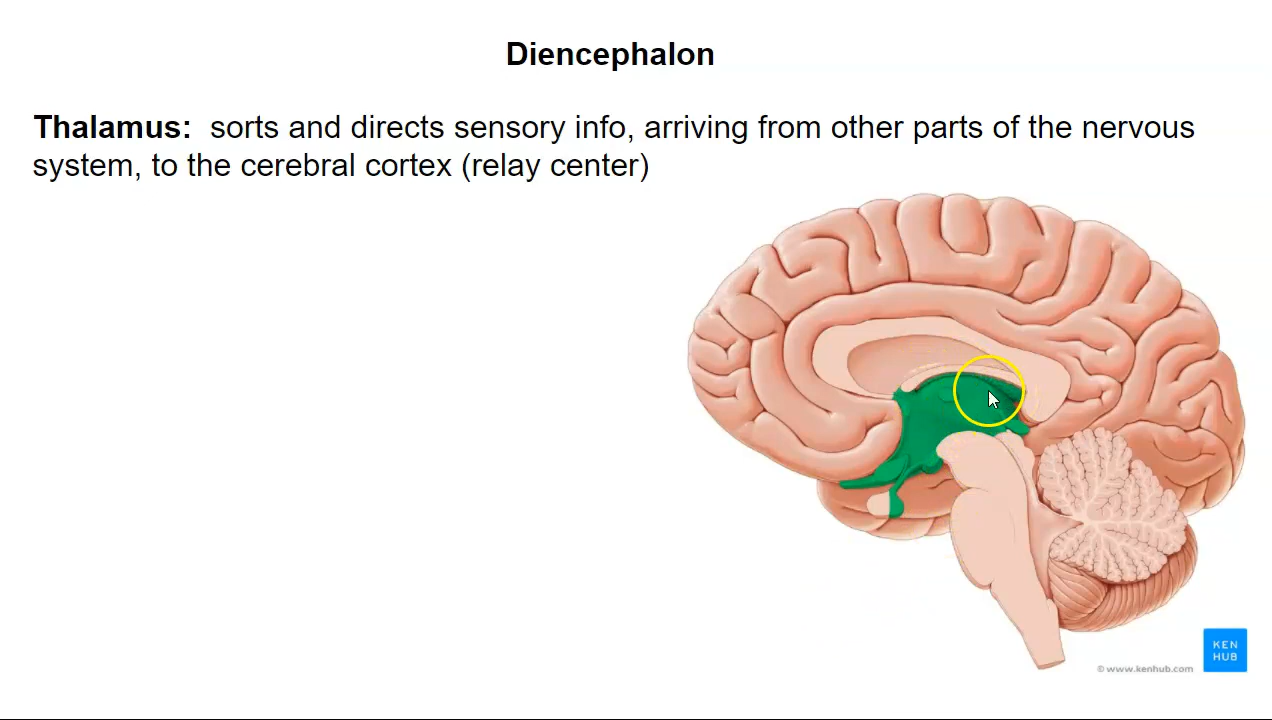 Diencephalon
Thalamus: sorts and directs sensory info, arriving from other parts of the nervous
system, to the cerebral cortex (relay center)
KEN
HUB
© www.kenhub.com